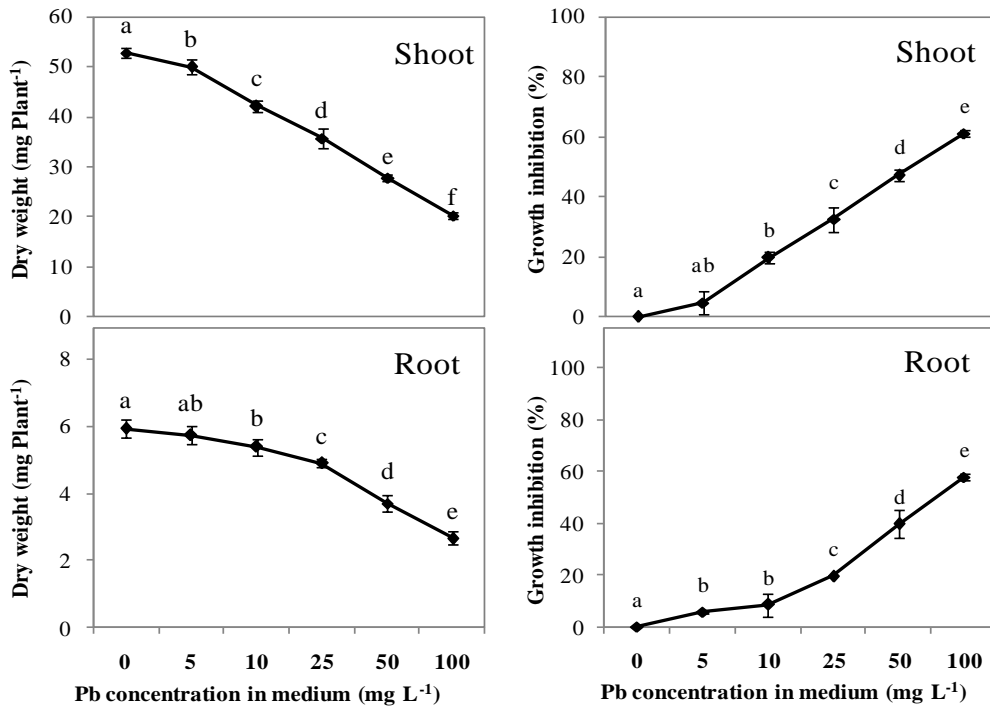 Shoot
Dry weight (mg Plant-1)
60
50
40
30
20
10
0
a
b
c
d
e
f
Shoot
Growth inhibition (%)
100
80
60
40
20
0
a
ab
b
c
d
e
Root
Dry weight (mg Plant-1)
8
6
4
2
0
a
ab
b
c
d
e
0 5 10 25 50 100
Pb concentration in medium (mg L-1)
Root
Growth inhibition (%)
100
80
60
40
20
0
a
b
b
c
d
e
0 5 10 25 50 100
Pb concentration in medium (mg L-1)